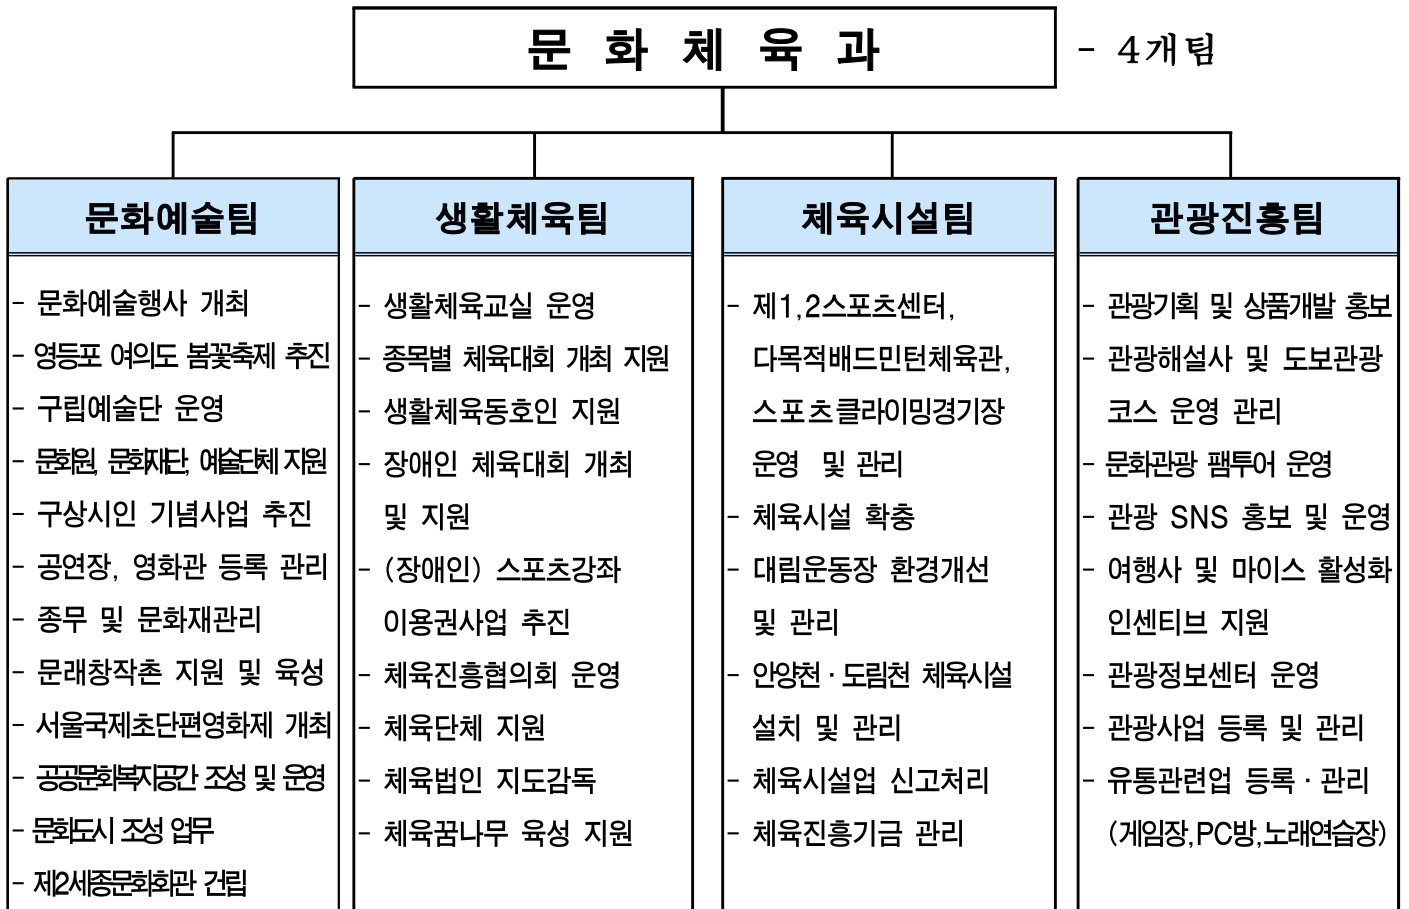 문 화 체 육 과
- 4개팀
문화예술팀
- 문화예술행사 개최
- 영등포 여의도 봄꽃축제 추진
- 구립예술단 운영
- 문화원, 문화재단, 예술단체 지원
- 구상시인 기념사업 추진
- 공연장, 영화관 등록 관리
- 종무 및 문화재관리
- 문래창작촌 지원 및 육성
- 서울국제초단편영화제 개최
- 공공문화복지공간 조성 및 운영
- 문화도시 조성 업무
- 제2세종문화회관 건립
생활체육팀
- 생활체육교실 운영
- 종목별 체육대회 개최 지원
- 생활체육동호인 지원
- 장애인 체육대회 개최
및 지원
- (장애인) 스포츠강좌
이용권사업 추진
- 체육진흥협의회 운영
- 체육단체 지원
- 체육법인 지도감독
- 체육꿈나무 육성 지원
체육시설팀
- 제1,2스포츠센터,
다목적배드민턴체육관,
스포츠클라이밍경기장
운영 및 관리
- 체육시설 확충
- 대림운동장 환경개선
및 관리
- 안양천·도림천 체육시설
설치 및 관리
- 체육시설업 신고처리
- 체육진흥기금 관리
관광진흥팀
- 관광기획 및 상품개발 홍보
- 관광해설사 및 도보관광
코스 운영 관리
- 문화관광 팸투어 운영
- 관광 SNS 홍보 및 운영
- 여행사 및 마이스 활성화
인센티브 지원
- 관광정보센터 운영
- 관광사업 등록 및 관리
- 유통관련업 등록·관리
(게임장,PC방,노래연습장)